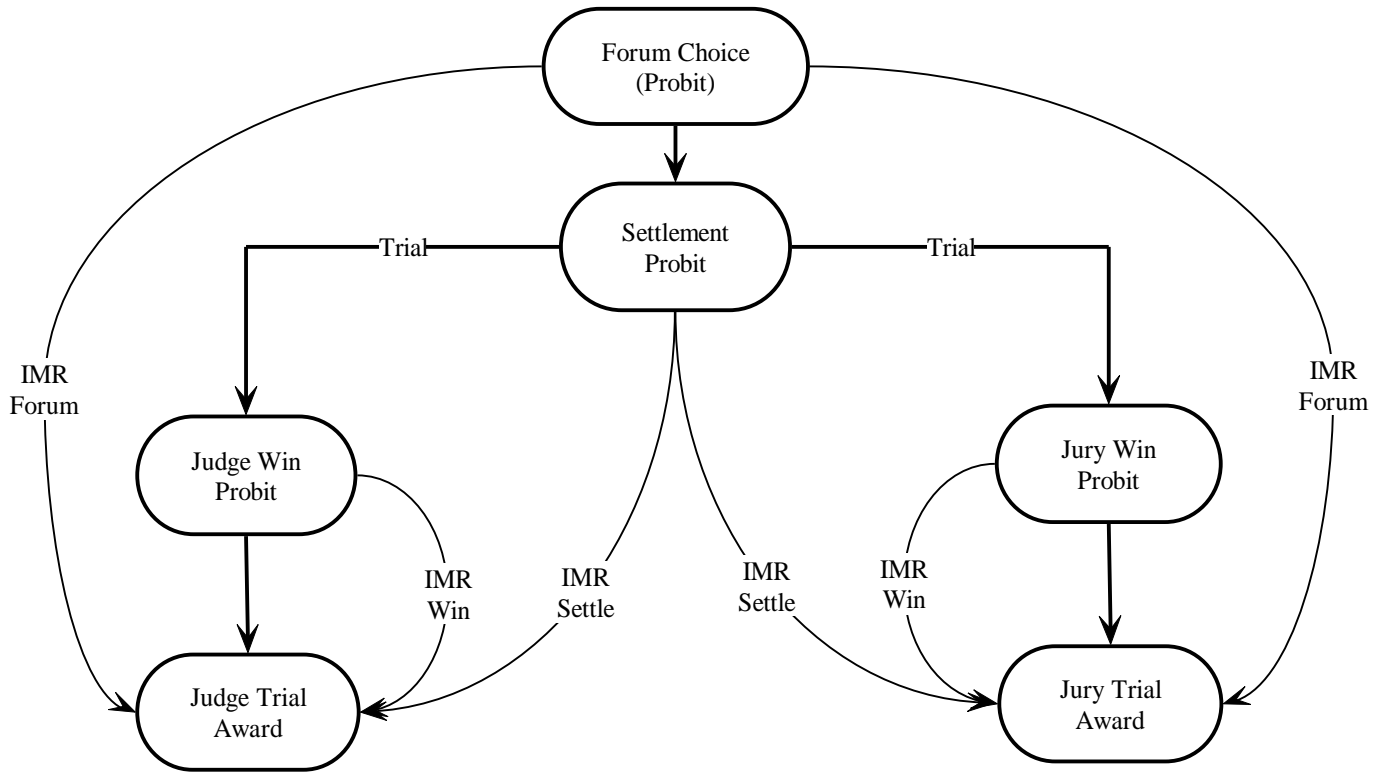 Forum Choice
(Probit)
Settlement
Probit
Trial
Trial
IMR
Forum
IMR
Forum
Judge Win
Probit
Jury Win
Probit
IMR
Win
IMR
Settle
IMR
Settle
IMR
Win
Judge Trial
Award
Jury Trial
Award